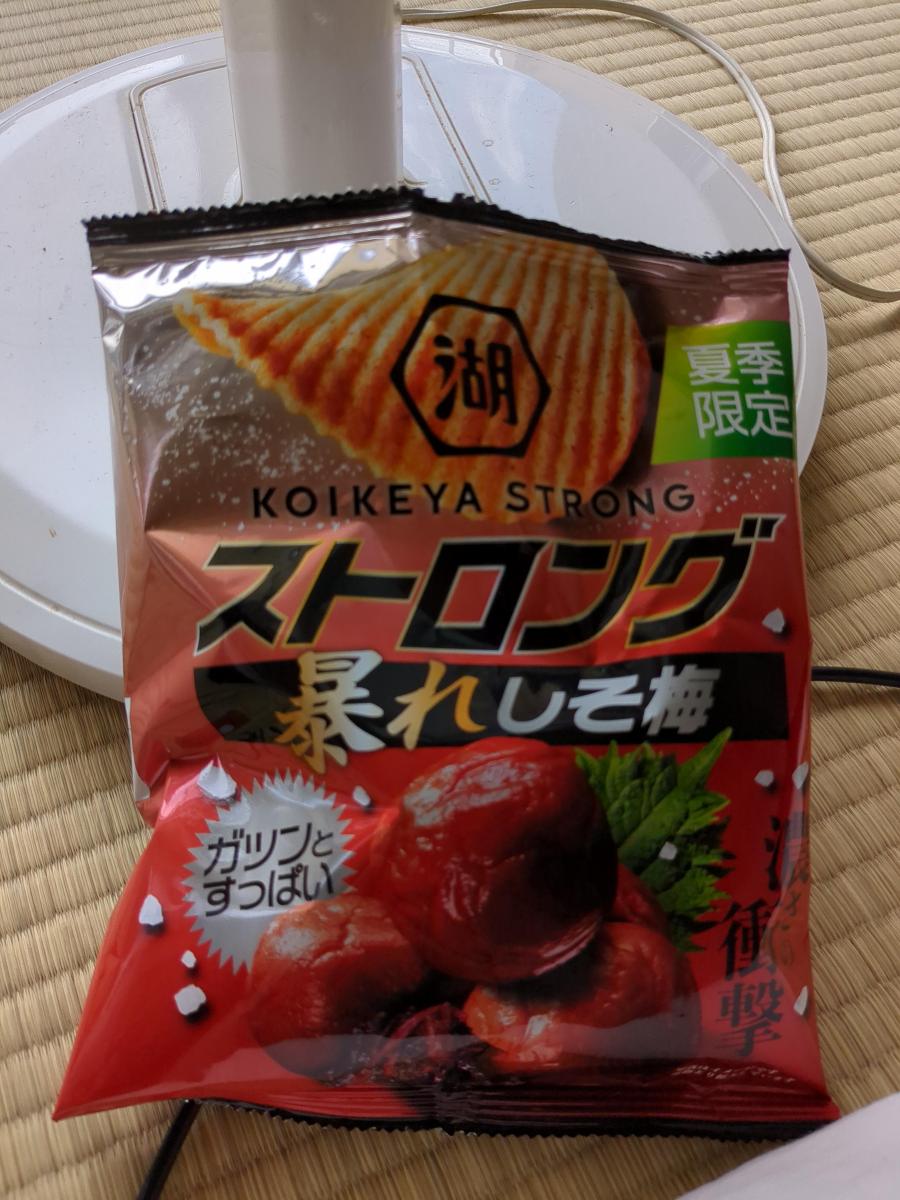 湖
夏季
限定
KOIKEYA STRONG
ストロング
暴れしそ梅
ガツンと
すっぱい
衝撃